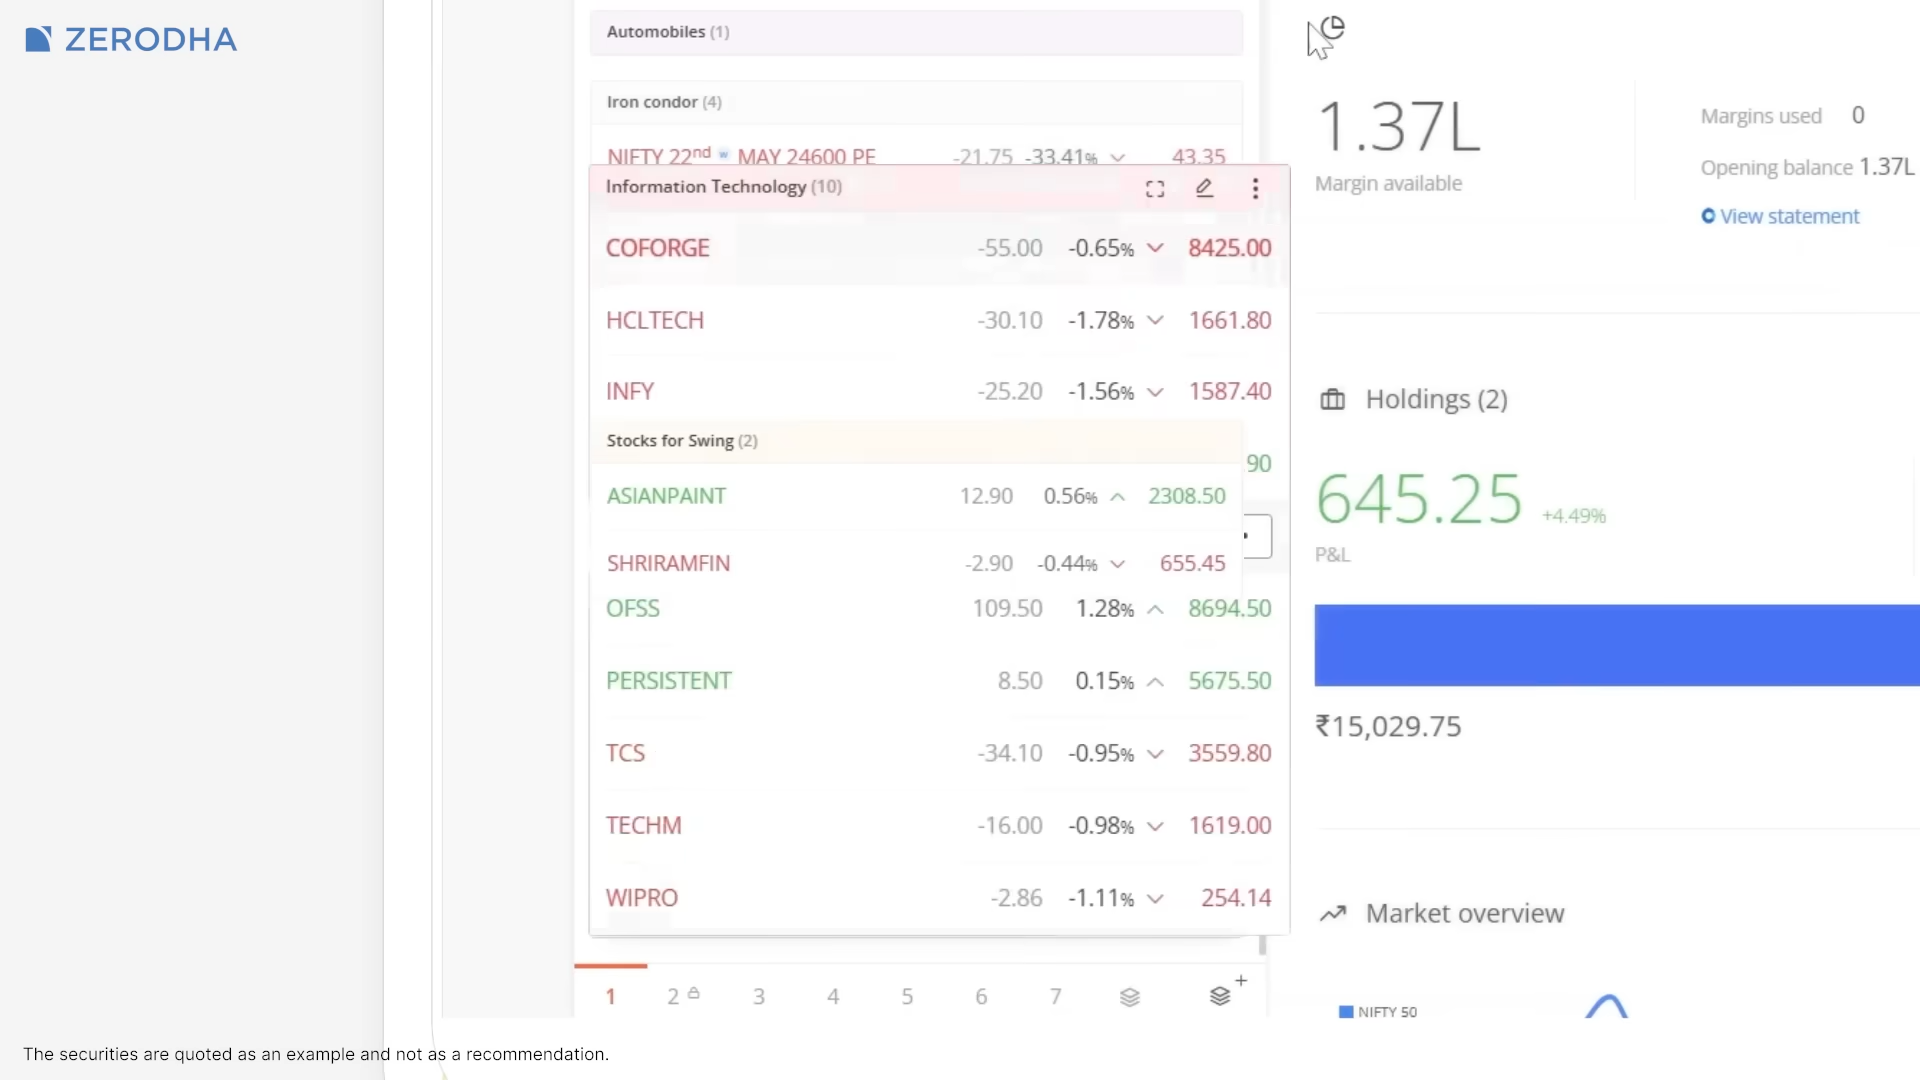 ZERODHA
Automobiles (1)
Iron condor (4)
NIFTY 22nd w MAY 24600 PE -21.75 -33.41% 43.35
Information Technology (10)
COFORGE -55.00 -0.65% 8425.00
HCLTECH -30.10 -1.78% 1661.80
INFY -25.20 -1.56% 1587.40
90
Stocks for Swing (2)
ASIANPAINT 12.90 0.56% 2308.50
SHRIRAMFIN -2.90 -0.44% 655.45
OFSS 109.50 1.28% 8694.50
PERSISTENT 8.50 0.15% 5675.50
TCS -34.10 -0.95% 3559.80
TECHM -16.00 -0.98% 1619.00
WIPRO -2.86 -1.11% 254.14
1 2 3 4 5 6 7
1.37L
Margin available
Margins used 0
Opening balance 1.37L
View statement
Holdings (2)
645.25 +4.49%
P&L
₹15,029.75
Market overview
NIFTY 50
The securities are quoted as an example and not as a recommendation.